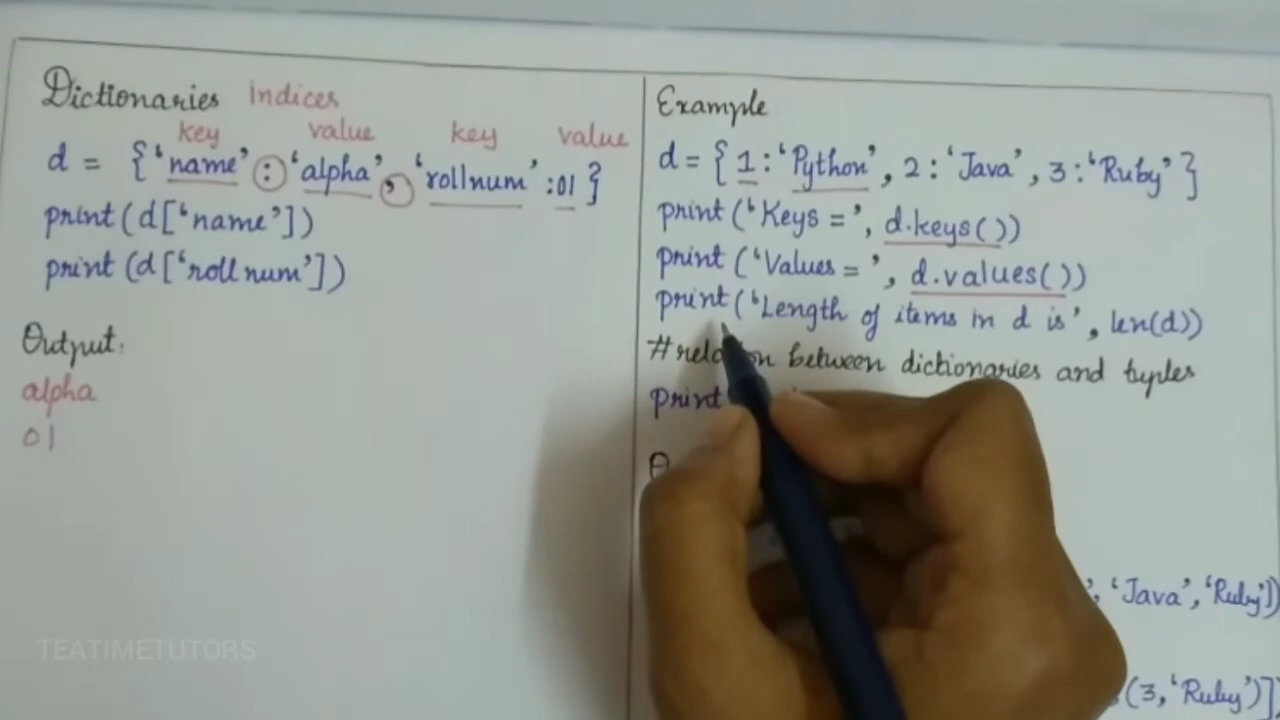 Dictionaries indices
key value key value
d = {'name' : 'alpha', 'rollnum' :01}
print(d['name'])
print(d['rollnum'])
Output:
alpha
01
TEATIMETUTORS
Example
d = {1:'Python', 2:'Java', 3:'Ruby'}
print('Keys =', d.keys())
print('Values = ', d.values())
print('Length of items in d is', len(d))
between dictionaries and tuples
print
', 'Java', 'Ruby'])
(3, 'Ruby')]